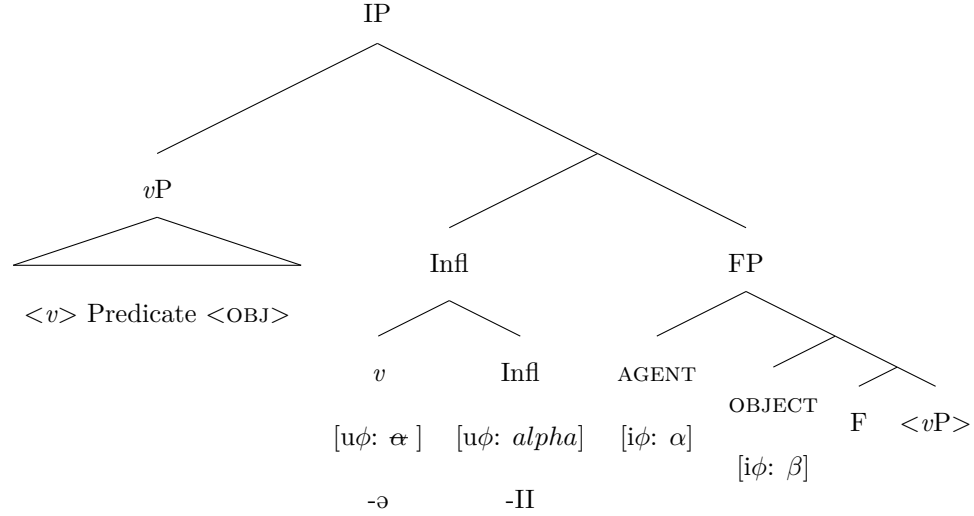 IP
vP
Infl FP
<v> Predicate <OBJ>
v Infl AGENT
OBJECT F <vP>
[uϕ: α ] [uϕ: alpha] [iϕ: α]
[iϕ: β]
-ə -II